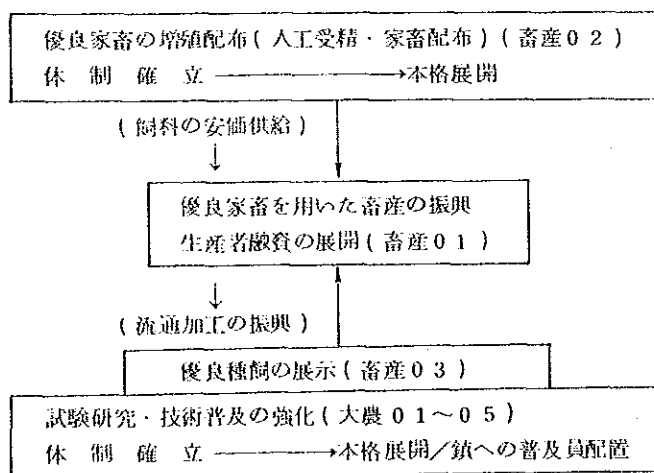 優良家畜の増殖配布(人工受精・家畜配布)(畜産02)
体制確立────→本格展開
(飼料の安価供給)
↓
優良家畜を用いた畜産の振興
生産者融資の展開(畜産01)
↓
(流通加工の振興)
優良種飼の展示(畜産03)
試験研究・技術普及の強化(大農01~05)
体制確立────→本格展開/鎮への普及員配置